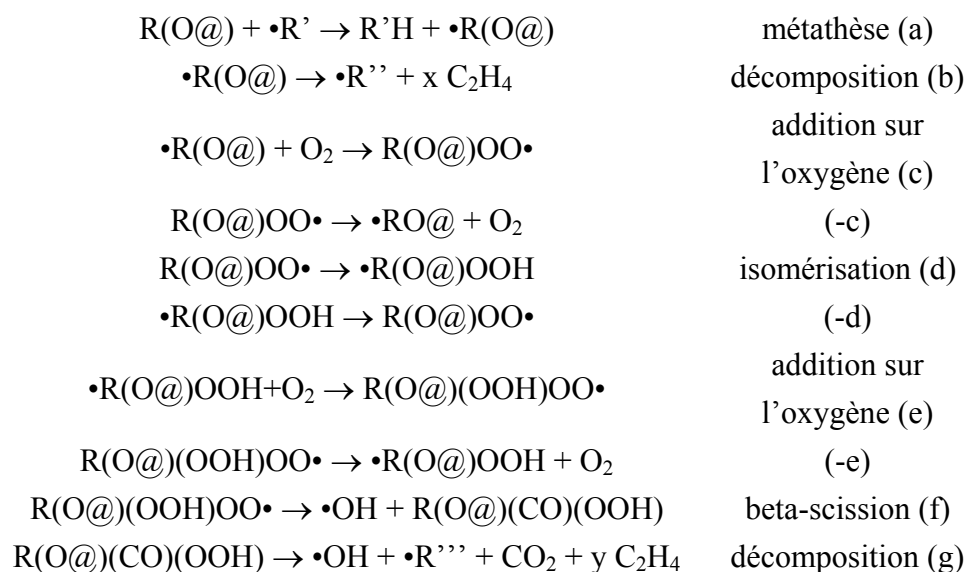 R(O@) + •R’ → R’H + •R(O@) métathèse (a)
•R(O@) → •R’’ + x C₂H₄ décomposition (b)
addition sur
•R(O@) + O₂ → R(O@)OO•
l’oxygène (c)
R(O@)OO• → •RO@ + O₂ (-c)
R(O@)OO• → •R(O@)OOH isomérisation (d)
•R(O@)OOH → R(O@)OO• (-d)
addition sur
•R(O@)OOH+O₂ → R(O@)(OOH)OO•
l’oxygène (e)
R(O@)(OOH)OO• → •R(O@)OOH + O₂ (-e)
R(O@)(OOH)OO• → •OH + R(O@)(CO)(OOH) beta-scission (f)
R(O@)(CO)(OOH) → •OH + •R’’’ + CO₂ + y C₂H₄ décomposition (g)